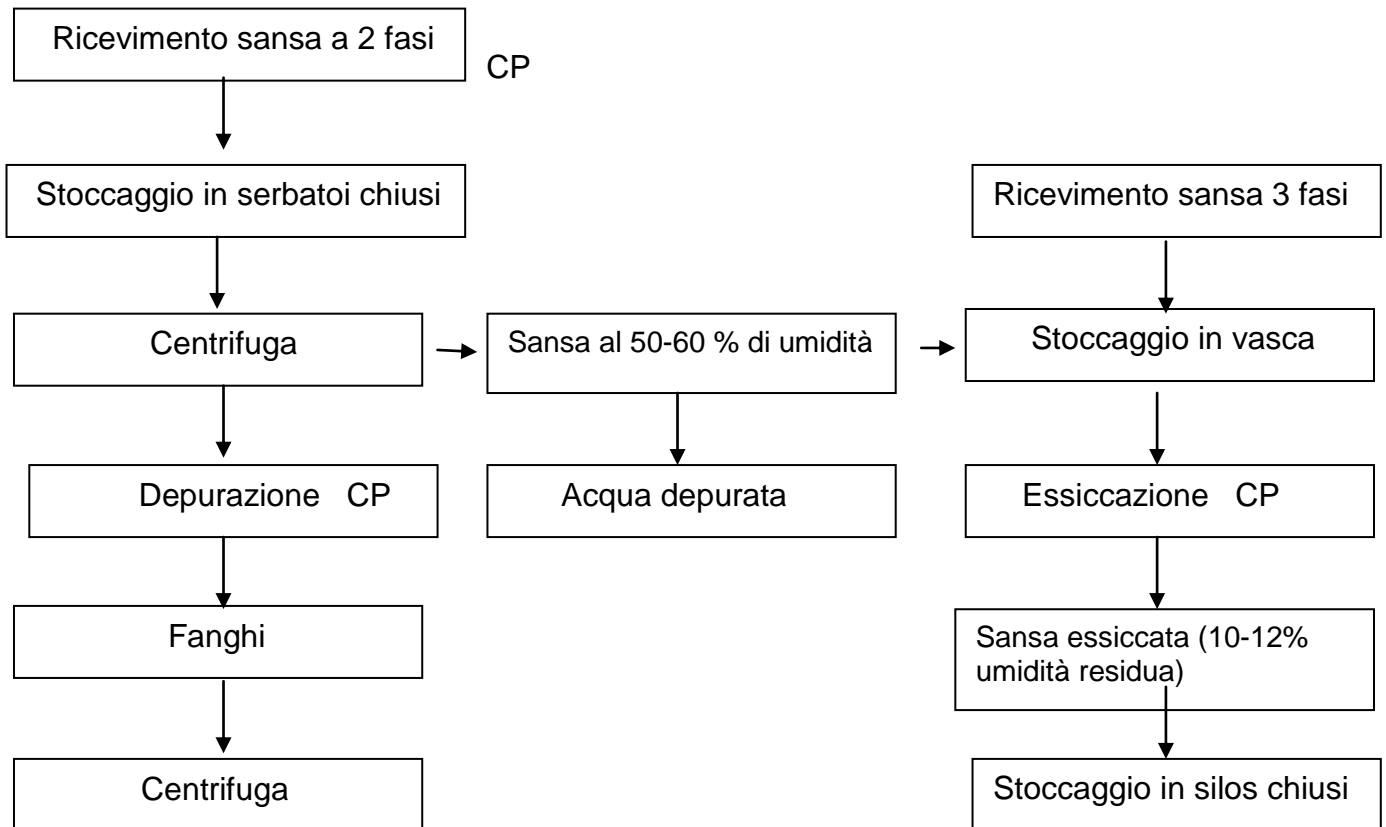 Ricevimento sansa a 2 fasi
CP
Stoccaggio in serbatoi chiusi
Ricevimento sansa 3 fasi
Centrifuga
Sansa al 50-60 % di umidità
Stoccaggio in vasca
Depurazione CP
Acqua depurata
Essiccazione CP
Fanghi
Sansa essiccata (10-12%
umidità residua)
Centrifuga
Stoccaggio in silos chiusi